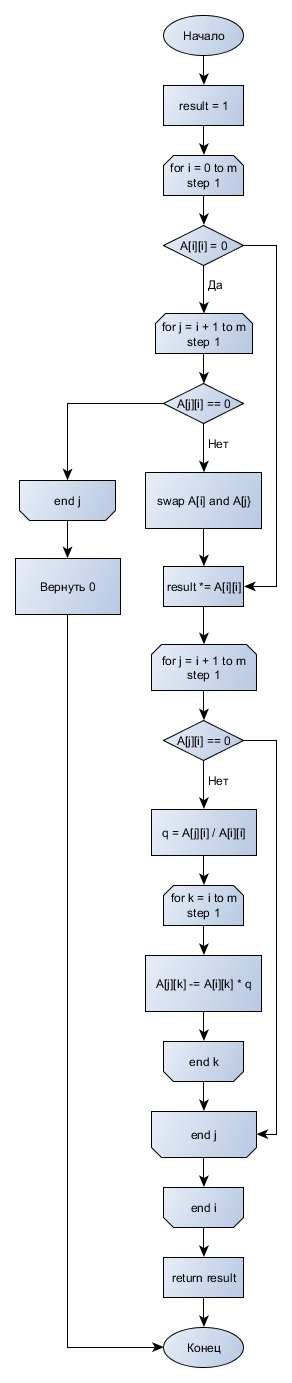 Начало
result = 1
for i = 0 to m
step 1
A[i][i] = 0
Да
for j = i + 1 to m
step 1
A[j][i] == 0
Нет
end j
swap A[i] and A[j}
Вернуть 0
result *= A[i][i]
for j = i + 1 to m
step 1
A[j][i] == 0
Нет
q = A[j][i] / A[i][i]
for k = i to m
step 1
A[j][k] -= A[i][k] * q
end k
end j
end i
return result
Конец